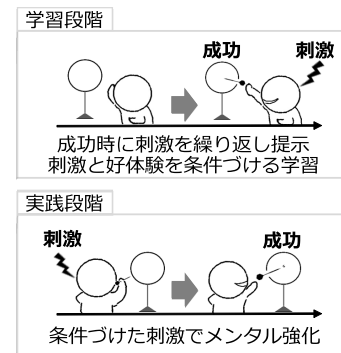 学習段階
成功
刺激
成功時に刺激を繰り返し提示
刺激と好体験を条件づける学習
実践段階
刺激
成功
条件づけた刺激でメンタル強化